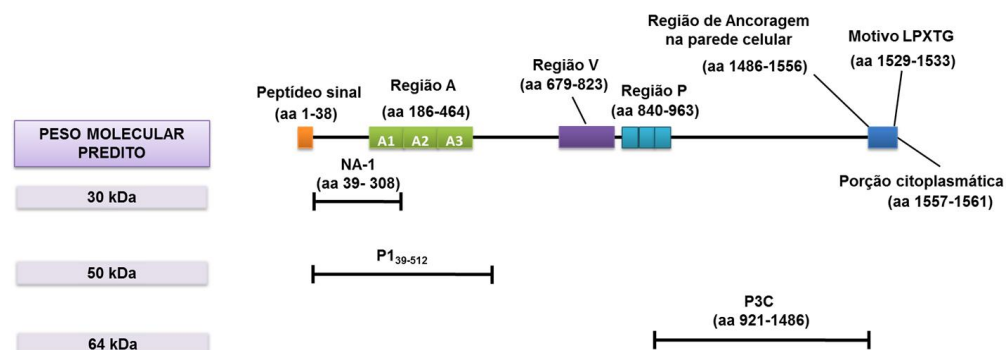 Região de Ancoragem
na parede celular
(aa 1486-1556)
Motivo LPXTG
(aa 1529-1533)
Região V
(aa 679-823)
Região A
(aa 186-464)
Região P
(aa 840-963)
Peptídeo sinal
(aa 1-38)
PESO MOLECULAR
PREDITO
A1 A2 A3
NA-1
(aa 39- 308)
Porção citoplasmática
(aa 1557-1561)
30 kDa
P139-512
50 kDa
P3C
(aa 921-1486)
64 kDa